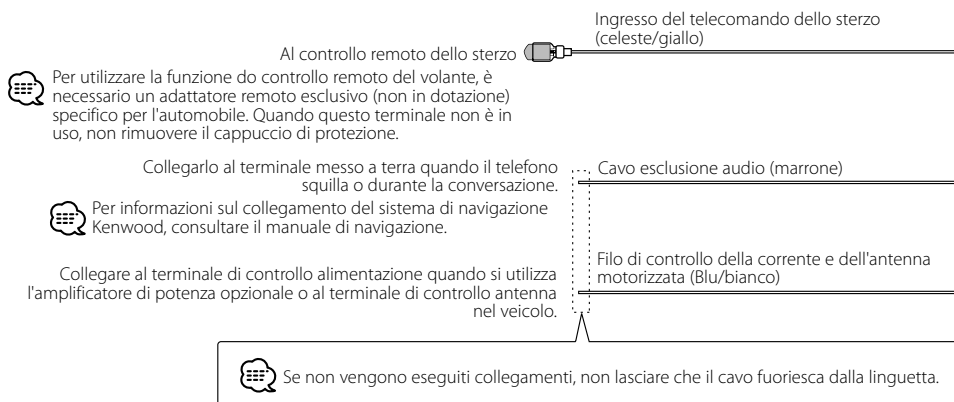 Ingresso del telecomando dello sterzo
(celeste/giallo)
Al controllo remoto dello sterzo
Per utilizzare la funzione do controllo remoto del volante, è
necessario un adattatore remoto esclusivo (non in dotazione)
specifico per l'automobile. Quando questo terminale non è in
uso, non rimuovere il cappuccio di protezione.
Collegarlo al terminale messo a terra quando il telefono
squilla o durante la conversazione.
Cavo esclusione audio (marrone)
Per informazioni sul collegamento del sistema di navigazione
Kenwood, consultare il manuale di navigazione.
Filo di controllo della corrente e dell'antenna
motorizzata (Blu/bianco)
Collegare al terminale di controllo alimentazione quando si utilizza
l'amplificatore di potenza opzionale o al terminale di controllo antenna
nel veicolo.
Se non vengono eseguiti collegamenti, non lasciare che il cavo fuoriesca dalla linguetta.